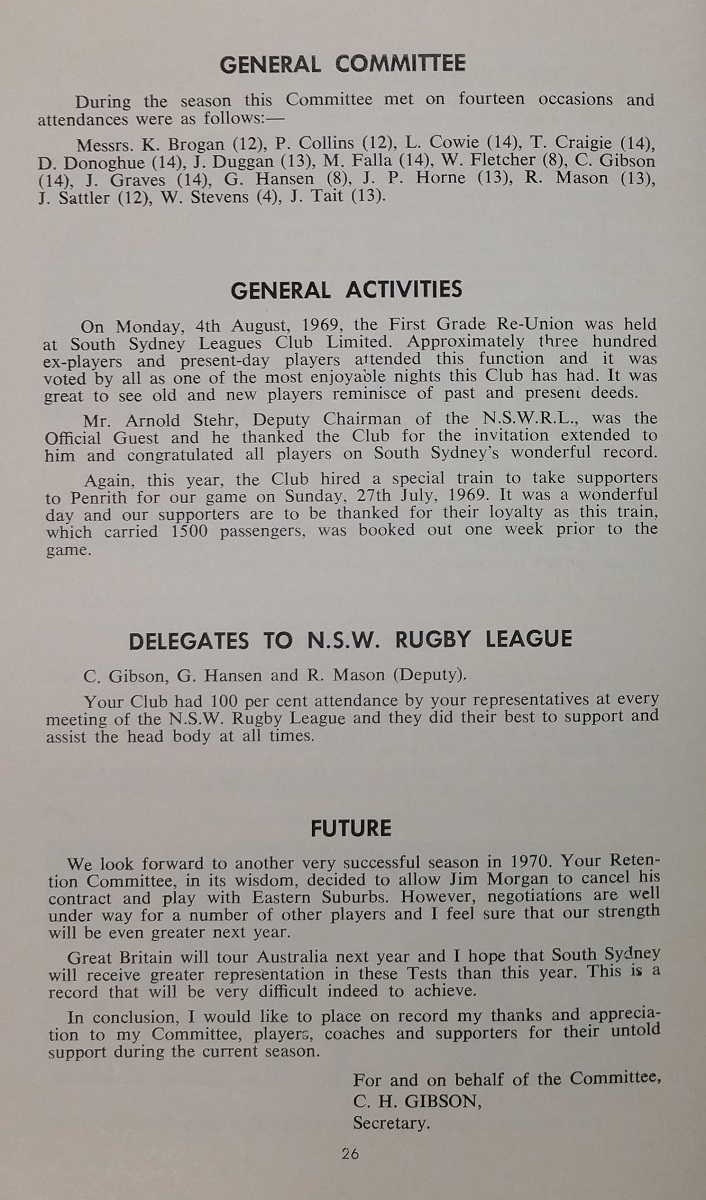 GENERAL COMMITTEE
During the season this Committee met on fourteen occasions and
attendances were as follows:—
Messrs. K. Brogan (12), P. Collins (12), L. Cowie (14), T. Craigie (14),
D. Donoghue (14), J. Duggan (13), M. Falla (14), W. Fletcher (8), C. Gibson
(14), J. Graves (14), G. Hansen (8), J. P. Horne (13), R. Mason (13),
J. Sattler (12), W. Stevens (4), J. Tait (13).
GENERAL ACTIVITIES
On Monday, 4th August, 1969, the First Grade Re-Union was held
at South Sydney Leagues Club Limited. Approximately three hundred
ex-players and present-day players attended this function and it was
voted by all as one of the most enjoyable nights this Club has had. It was
great to see old and new players reminisce of past and present deeds.
Mr. Arnold Stehr, Deputy Chairman of the N.S.W.R.L., was the
Official Guest and he thanked the Club for the invitation extended to
him and congratulated all players on South Sydney's wonderful record.
Again, this year, the Club hired a special train to take supporters
to Penrith for our game on Sunday, 27th July, 1969. It was a wonderful
day and our supporters are to be thanked for their loyalty as this train,
which carried 1500 passengers, was booked out one week prior to the
game.
DELEGATES TO N.S.W. RUGBY LEAGUE
C. Gibson, G. Hansen and R. Mason (Deputy).
Your Club had 100 per cent attendance by your representatives at every
meeting of the N.S.W. Rugby League and they did their best to support and
assist the head body at all times.
FUTURE
We look forward to another very successful season in 1970. Your Reten-
tion Committee, in its wisdom, decided to allow Jim Morgan to cancel his
contract and play with Eastern Suburbs. However, negotiations are well
under way for a number of other players and I feel sure that our strength
will be even greater next year.
Great Britain will tour Australia next year and I hope that South Sydney
will receive greater representation in these Tests than this year. This is a
record that will be very difficult indeed to achieve.
In conclusion, I would like to place on record my thanks and apprecia-
tion to my Committee, players, coaches and supporters for their untold
support during the current season.
For and on behalf of the Committee,
C. H. GIBSON,
Secretary.
26